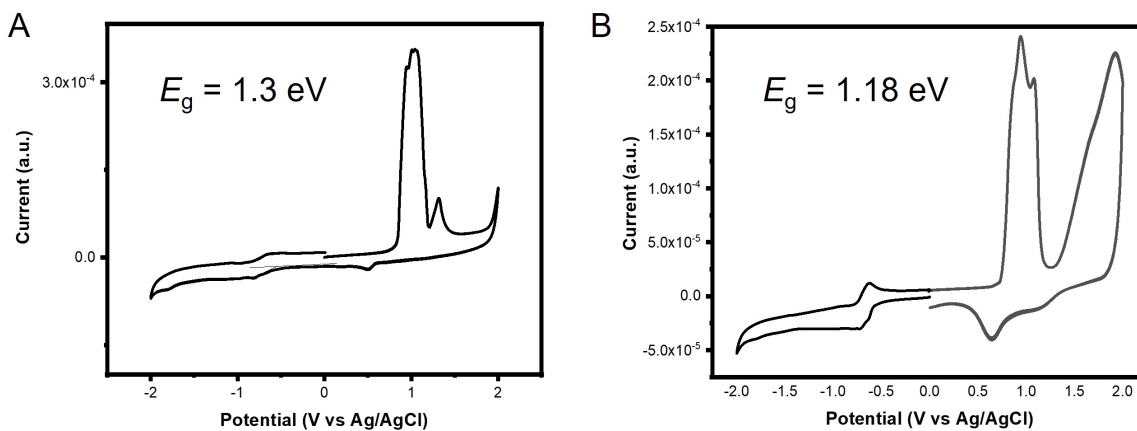 A
E_g = 1.3 eV
3.0x10⁻⁴
0.0
Current (a.u.)
-2 -1 0 1 2
Potential (V vs Ag/AgCl)
B
E_g = 1.18 eV
2.5x10⁻⁴
2.0x10⁻⁴
1.5x10⁻⁴
1.0x10⁻⁴
5.0x10⁻⁵
0.0
-5.0x10⁻⁵
Current (a.u.)
-2.0 -1.5 -1.0 -0.5 0.0 0.5 1.0 1.5 2.0
Potential (V vs Ag/AgCl)